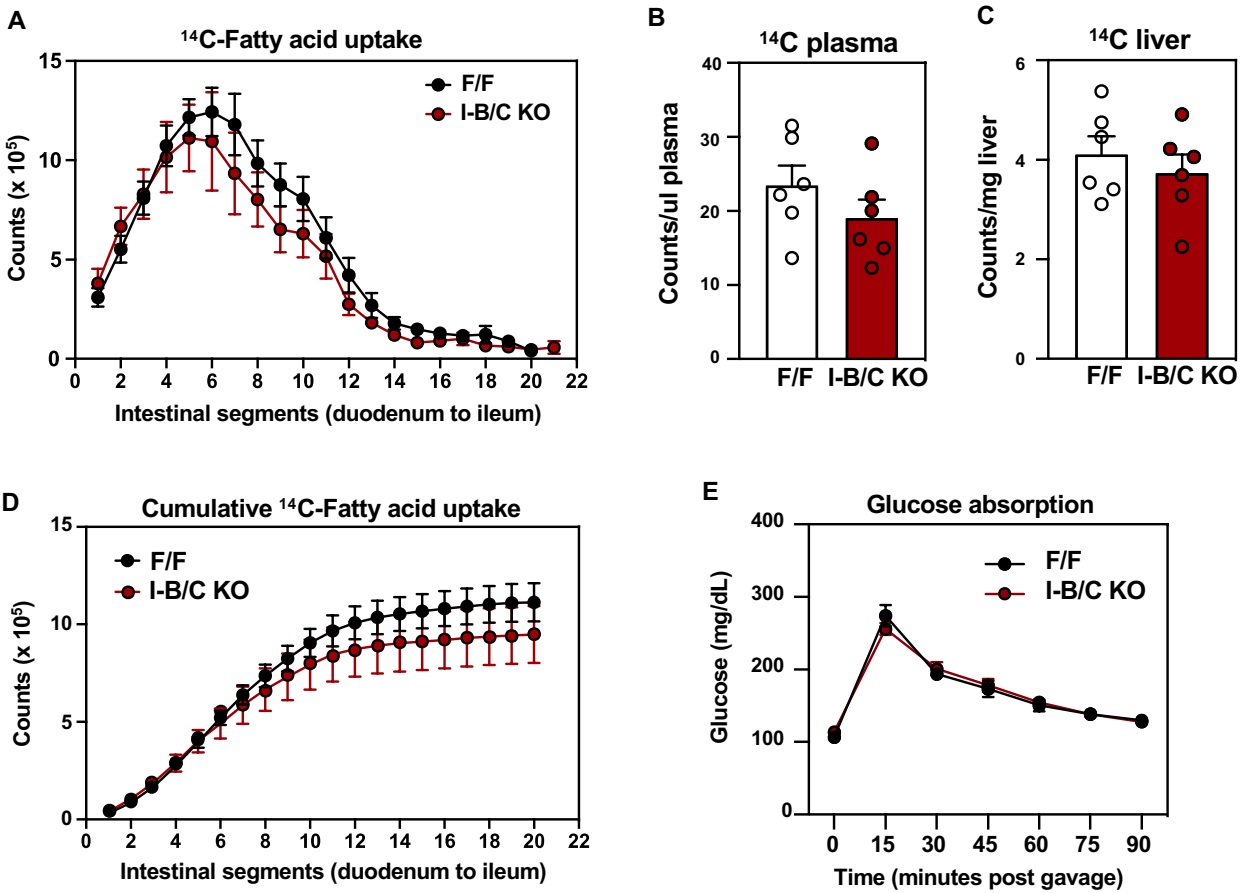 A
¹⁴C-Fatty acid uptake
F/F
I-B/C KO
Counts (x 10⁵)
15
10
5
0
0 2 4 6 8 10 12 14 16 18 20 22
Intestinal segments (duodenum to ileum)
B
¹⁴C plasma
Counts/ul plasma
40
30
20
10
0
F/F I-B/C KO
C
¹⁴C liver
Counts/mg liver
6
4
2
0
F/F I-B/C KO
D
Cumulative ¹⁴C-Fatty acid uptake
F/F
I-B/C KO
Counts (x 10⁵)
15
10
5
0
0 2 4 6 8 10 12 14 16 18 20 22
Intestinal segments (duodenum to ileum)
E
Glucose absorption
F/F
I-B/C KO
Glucose (mg/dL)
400
300
200
100
0
0 15 30 45 60 75 90
Time (minutes post gavage)